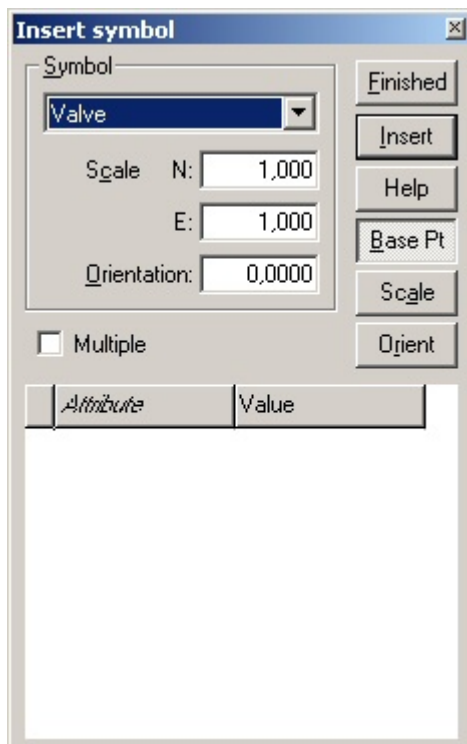 Insert symbol
Symbol
Valve
Scale N: 1,000
E: 1,000
Orientation: 0,0000
Multiple
Finished
Insert
Help
Base Pt
Scale
Orient
Attribute Value